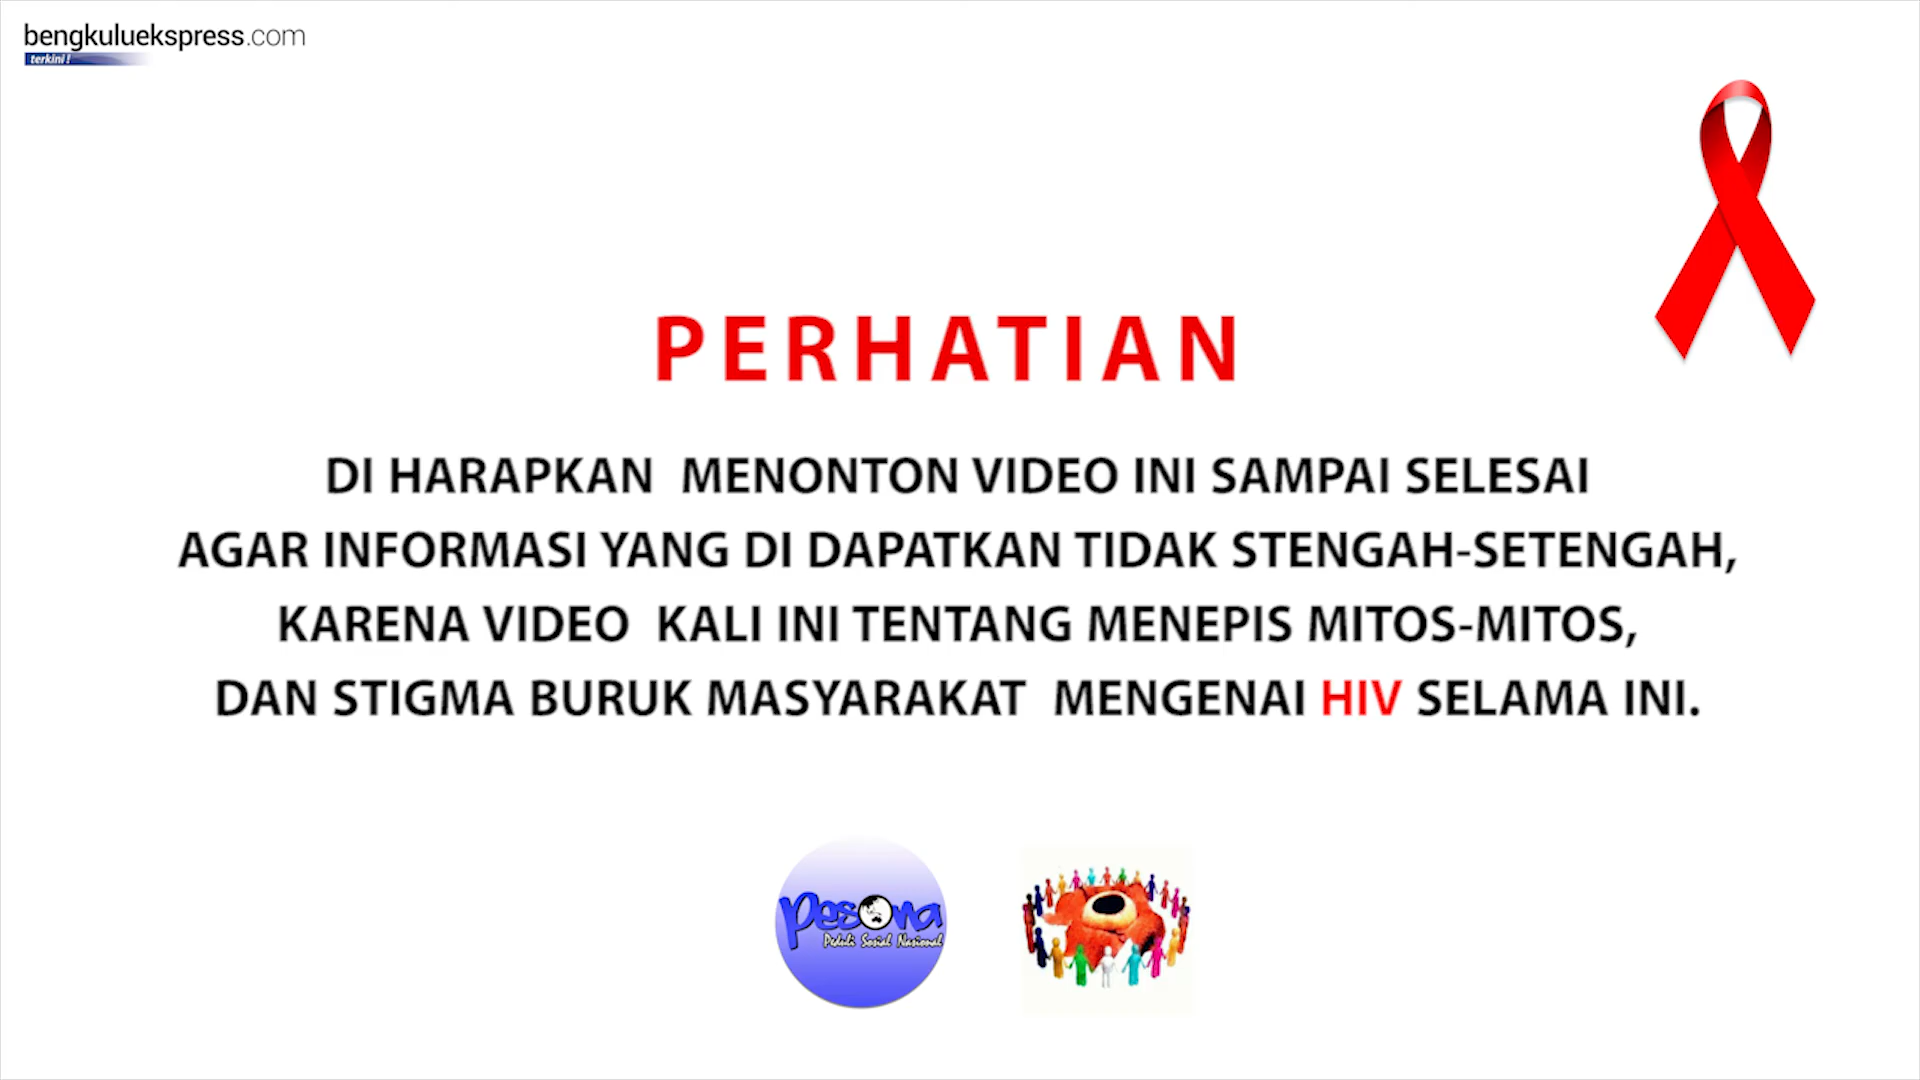 bengkuluekspress.com
terkini !
PERHATIAN
DI HARAPKAN MENONTON VIDEO INI SAMPAI SELESAI
AGAR INFORMASI YANG DI DAPATKAN TIDAK STENGAH-SETENGAH,
KARENA VIDEO KALI INI TENTANG MENEPIS MITOS-MITOS,
DAN STIGMA BURUK MASYARAKAT MENGENAI HIV SELAMA INI.
Pesona
Peduli Sosial Nasional